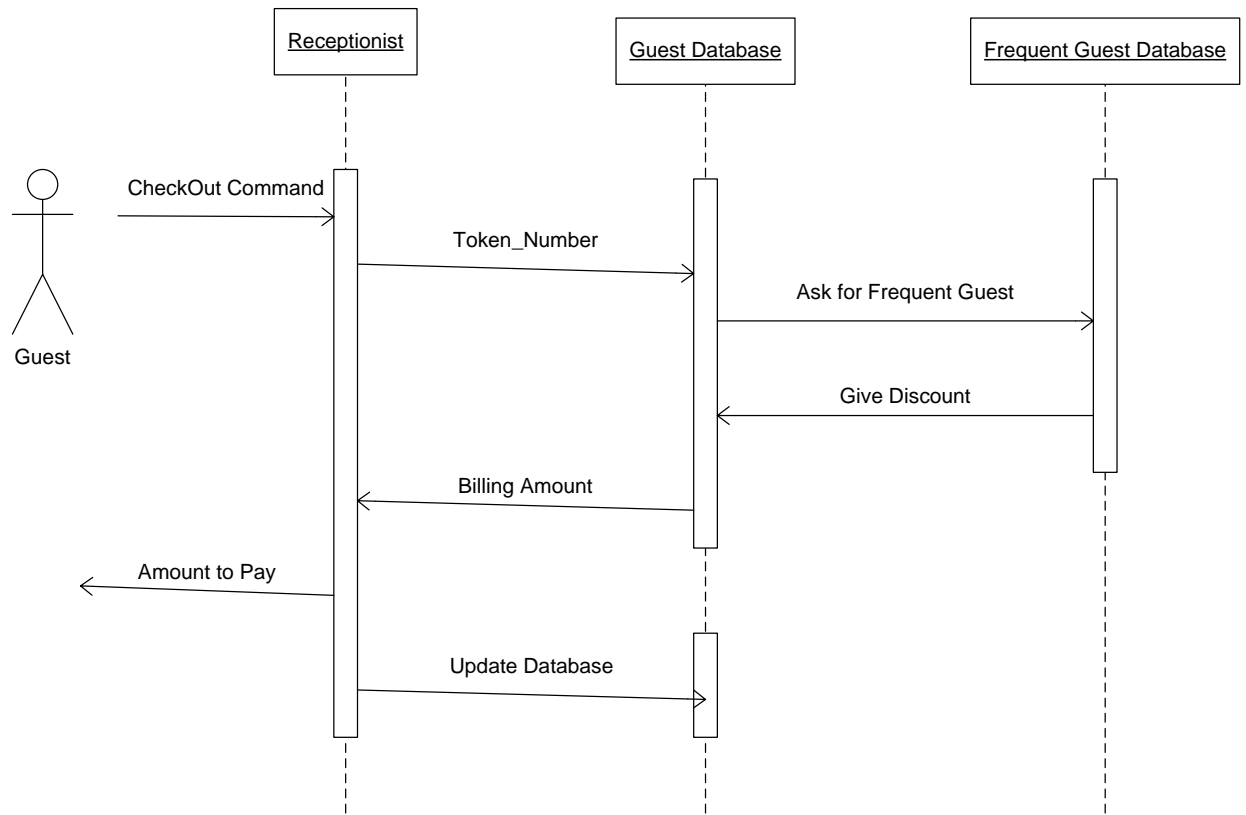 Receptionist
Guest Database
Frequent Guest Database
CheckOut Command
Token_Number
Ask for Frequent Guest
Guest
Give Discount
Billing Amount
Amount to Pay
Update Database